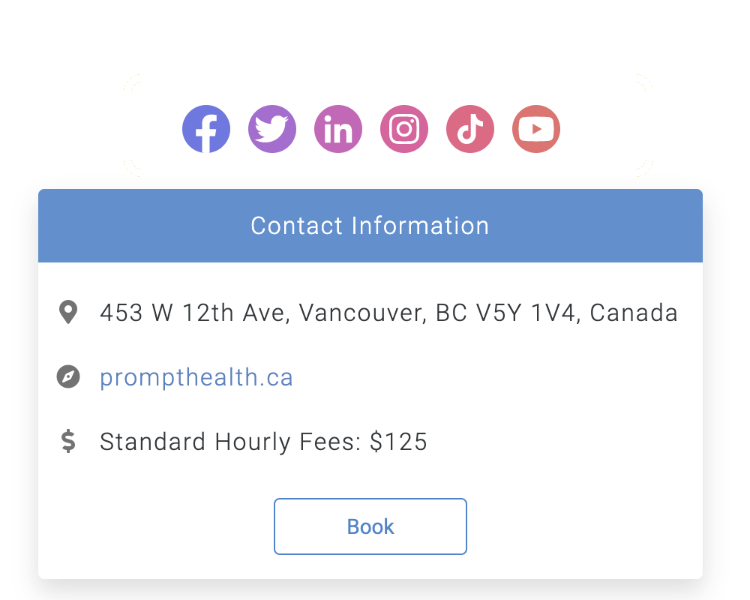 Contact Information
453 W 12th Ave, Vancouver, BC V5Y 1V4, Canada
prompthealth.ca
Standard Hourly Fees: $125
Book